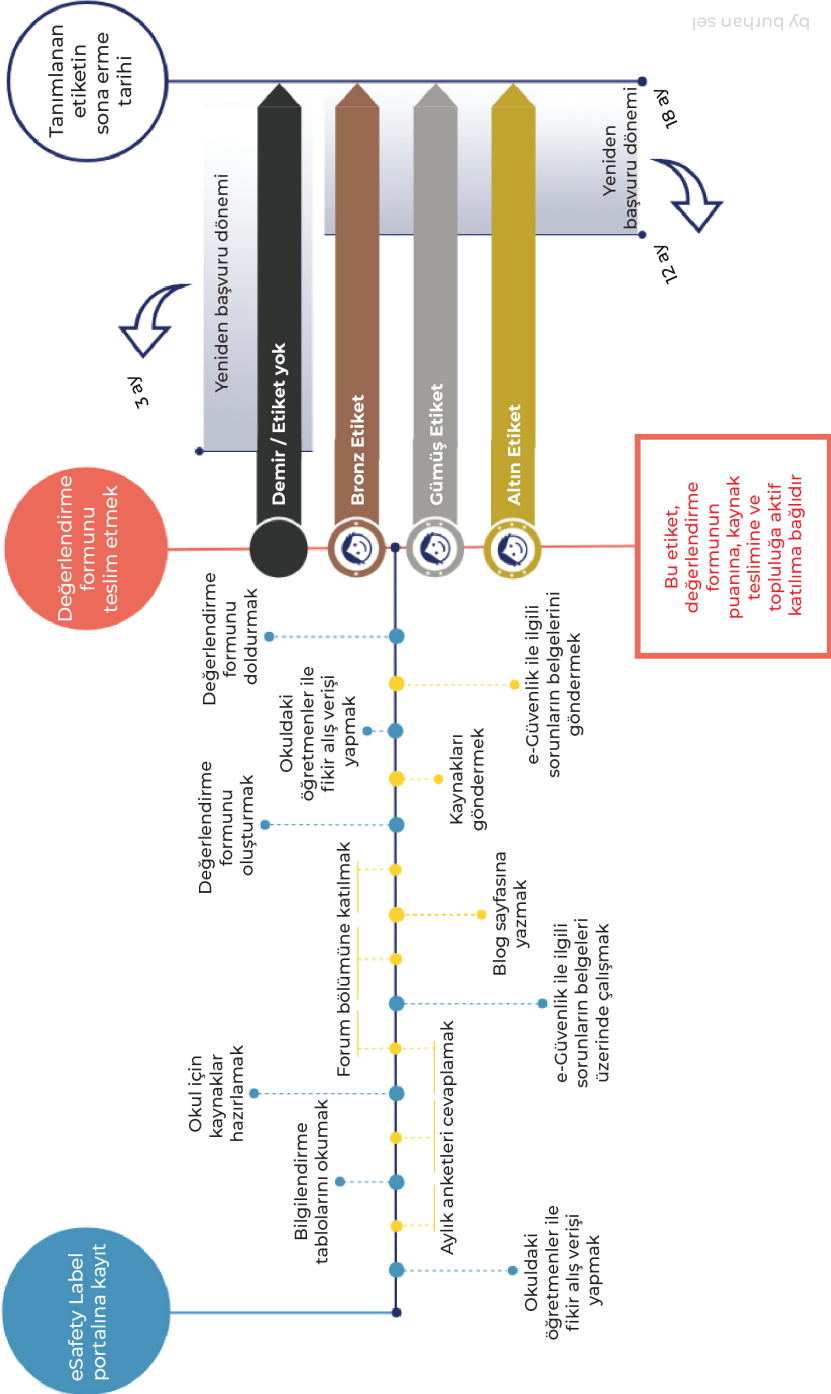 eSafety Label
portalına kayıt
Okuldaki
öğretmenler ile
fikir alış verişi
yapmak
Bilgilendirme
tablolarını okumak
Aylık anketleri cevaplamak
Okul için
kaynaklar
hazırlamak
Forum bölümüne katılmak
e-Güvenlik ile ilgili
sorunların belgeleri
üzerinde çalışmak
Blog sayfasına
yazmak
Değerlendirme
formunu
oluşturmak
Kaynakları
göndermek
Okuldaki
öğretmenler ile
fikir alış verişi
yapmak
e-Güvenlik ile ilgili
sorunların belgelerini
göndermek
Değerlendirme
formunu
doldurmak
Değerlendirme
formunu
teslim etmek
Demir / Etiket yok
Bronz Etiket
Gümüş Etiket
Altın Etiket
Bu etiket,
değerlendirme
formunun
puanına, kaynak
teslimine ve
topluluğa aktif
katılıma bağlıdır
3 ay
Yeniden başvuru dönemi
Yeniden
başvuru dönemi
12 ay
18 ay
Tanımlanan
etiketin
sona erme
tarihi
by burhan sel